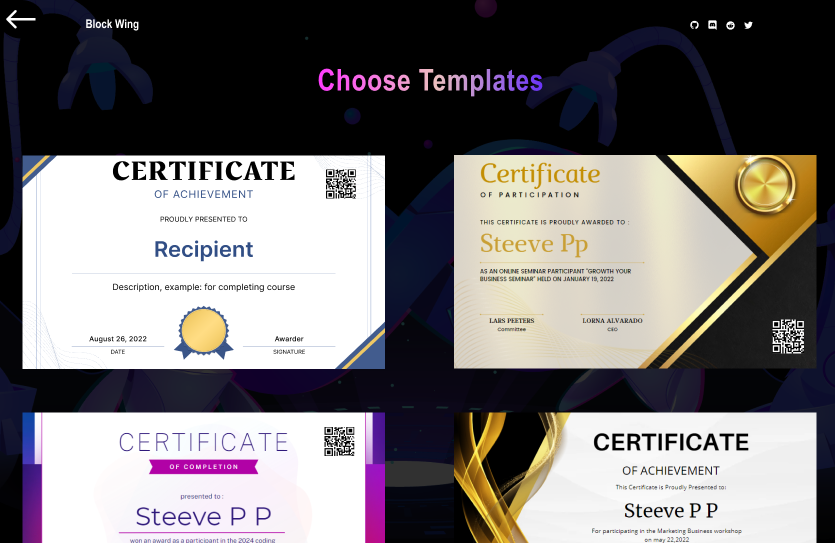 Block Wing
Choose Templates
CERTIFICATE
OF ACHIEVEMENT
PROUDLY PRESENTED TO
Recipient
Description, example: for completing course
August 26, 2022
DATE
Awarder
SIGNATURE
Certificate
OF PARTICIPATION
THIS CERTIFICATE IS PROUDLY AWARDED TO :
Steeve Pp
AS AN ONLINE SEMINAR PARTICIPANT "GROWTH YOUR
BUSINESS SEMINAR" HELD ON JANUARY 19, 2022
LARS PEETERS
Committee
LORNA ALVARADO
CEO
CERTIFICATE
OF COMPLETION
presented to :
Steeve P P
won an award as a participant in the 2024 coding
CERTIFICATE
OF ACHIEVEMENT
This Certificate is Proudly Presented to:
Steeve P P
For participating in the Marketing Business workshop
on may 22,2022